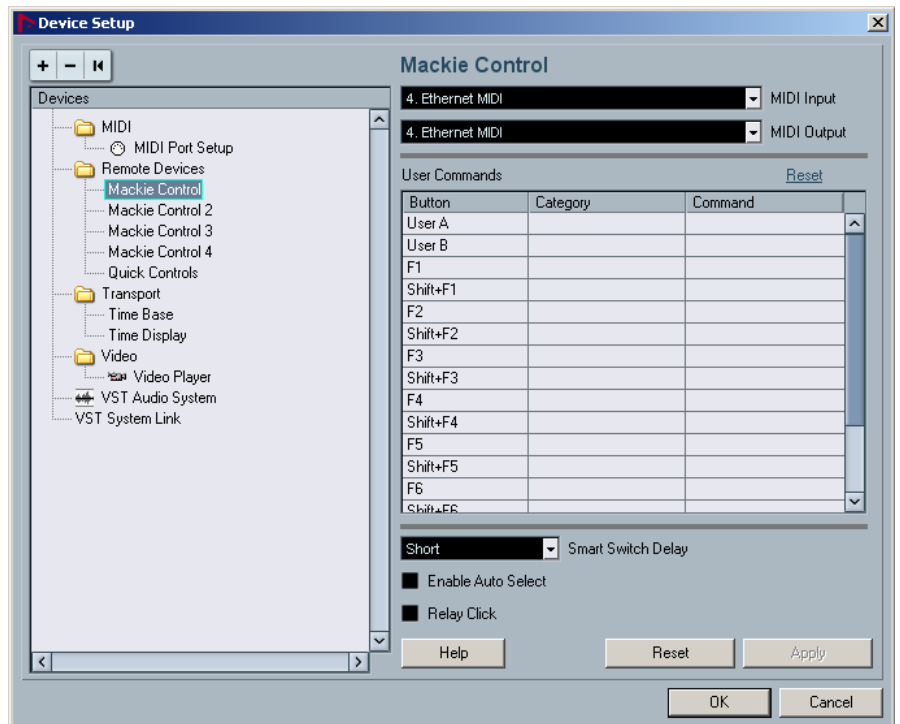 Device Setup
Devices
MIDI
MIDI Port Setup
Remote Devices
Mackie Control
Mackie Control 2
Mackie Control 3
Mackie Control 4
Quick Controls
Transport
Time Base
Time Display
Video
Video Player
VST Audio System
VST System Link
Mackie Control
4. Ethernet MIDI MIDI Input
4. Ethernet MIDI MIDI Output
User Commands Reset
Button Category Command
User A
User B
F1
Shift+F1
F2
Shift+F2
F3
Shift+F3
F4
Shift+F4
F5
Shift+F5
F6
Shift+F6
Short Smart Switch Delay
Enable Auto Select
Relay Click
Help Reset Apply
OK Cancel